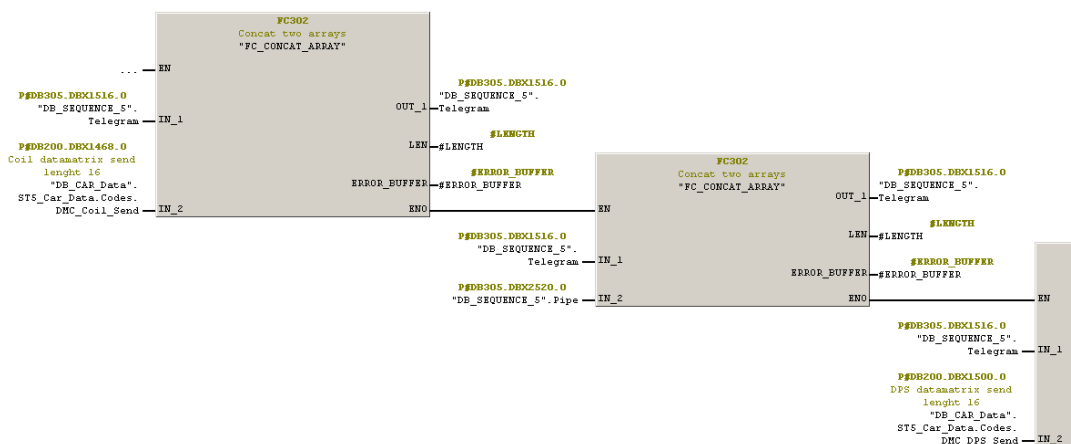 FC302
Concat two arrays
"FC_CONCAT_ARRAY"
... EN
P#DB305.DBX1516.0
"DB_SEQUENCE_5".
Telegram IN_1
P#DB200.DBX1468.0
Coil datamatrix send
lenght 16
"DB_CAR_Data".
ST5_Car_Data.Codes.
DMC_Coil_Send IN_2
P#DB305.DBX1516.0
"DB_SEQUENCE_5".
OUT_1 Telegram
#LENGTH
LEN #LENGTH
#ERROR_BUFFER
ERROR_BUFFER #ERROR_BUFFER
ENO
FC302
Concat two arrays
"FC_CONCAT_ARRAY"
EN
P#DB305.DBX1516.0
"DB_SEQUENCE_5".
Telegram IN_1
P#DB305.DBX2520.0
"DB_SEQUENCE_5".Pipe IN_2
P#DB305.DBX1516.0
"DB_SEQUENCE_5".
OUT_1 Telegram
#LENGTH
LEN #LENGTH
#ERROR_BUFFER
ERROR_BUFFER #ERROR_BUFFER
ENO
EN
P#DB305.DBX1516.0
"DB_SEQUENCE_5".
Telegram IN_1
P#DB200.DBX1500.0
DPS datamatrix send
lenght 16
"DB_CAR_Data".
ST5_Car_Data.Codes.
DMC_DPS_Send IN_2